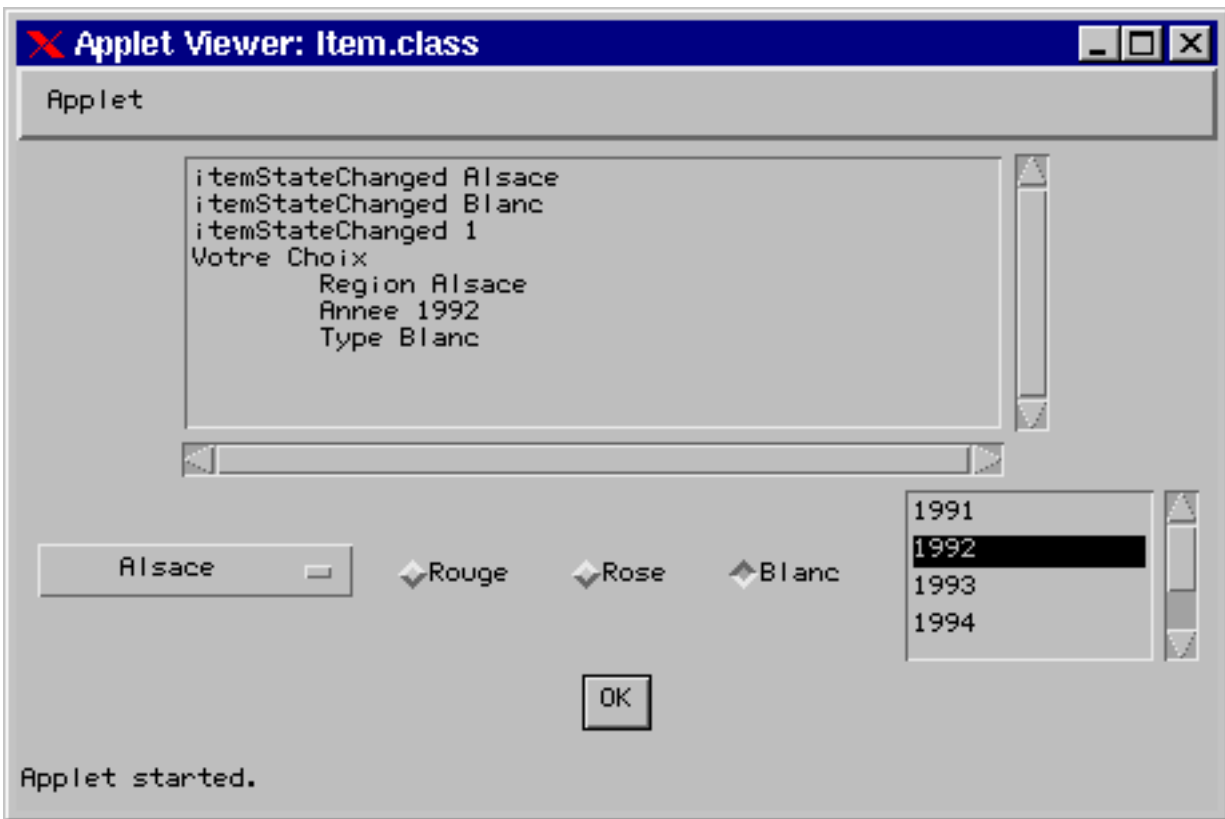 Applet Viewer: Item.class
Applet
itemStateChanged Alsace
itemStateChanged Blanc
itemStateChanged 1
Votre Choix
Region Alsace
Annee 1992
Type Blanc
Alsace
Rouge
Rose
Blanc
1991
1992
1993
1994
OK
Applet started.